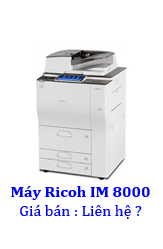 Máy Ricoh IM 8000
Giá bán : Liên hệ ?